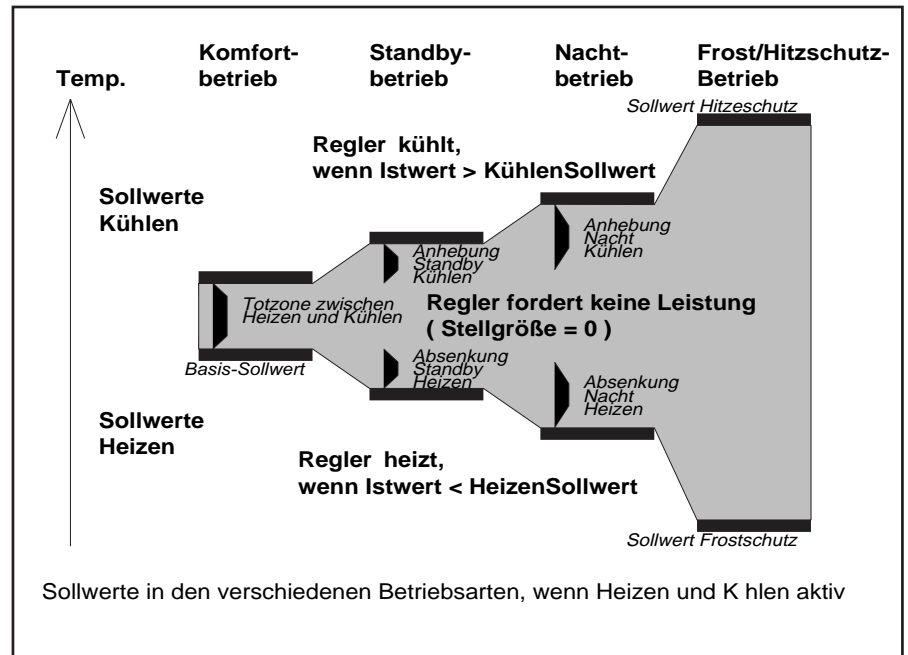 Komfort-
betrieb
Standby-
betrieb
Nacht-
betrieb
Frost/Hitzschutz-
Betrieb
Temp.
Sollwert Hitzeschutz
Regler kühlt,
wenn Istwert > KühlenSollwert
Sollwerte
Kühlen
Anhebung
Nacht
Kühlen
Anhebung
Standby
Kühlen
Totzone zwischen
Heizen und Kühlen
Regler fordert keine Leistung
( Stellgröße = 0 )
Basis-Sollwert
Absenkung
Standby
Heizen
Absenkung
Nacht
Heizen
Sollwerte
Heizen
Regler heizt,
wenn Istwert < HeizenSollwert
Sollwert Frostschutz
Sollwerte in den verschiedenen Betriebsarten, wenn Heizen und K hlen aktiv